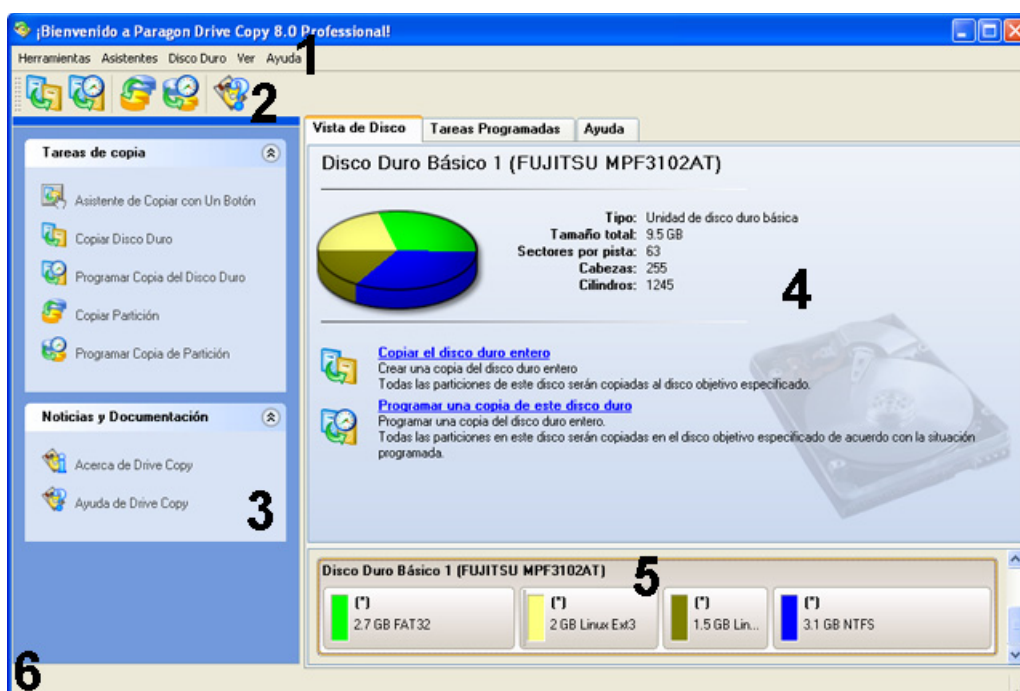 ¡Bienvenido a Paragon Drive Copy 8.0 Professional!
Herramientas Asistentes Disco Duro Ver Ayuda
1
2
Vista de Disco Tareas Programadas Ayuda
Tareas de copia
Asistente de Copiar con Un Botón
Copiar Disco Duro
Programar Copia del Disco Duro
Copiar Partición
Programar Copia de Partición
Noticias y Documentación
Acerca de Drive Copy
Ayuda de Drive Copy
3
Disco Duro Básico 1 (FUJITSU MPF3102AT)
Tipo: Unidad de disco duro básica
Tamaño total: 9.5 GB
Sectores por pista: 63
Cabezas: 255
Cilindros: 1245
4
Copiar el disco duro entero
Crear una copia del disco duro entero
Todas las particiones de este disco serán copiadas al disco objetivo especificado.
Programar una copia de este disco duro
Programar una copia del disco duro entero.
Todas las particiones en este disco serán copiadas en el disco objetivo especificado de acuerdo con la situación
programada.
Disco Duro Básico 1 (FUJITSU MPF3102AT)
5
(*)
2.7 GB FAT32
(*)
2 GB Linux Ext3
(*)
1.5 GB Lin...
(*)
3.1 GB NTFS
6